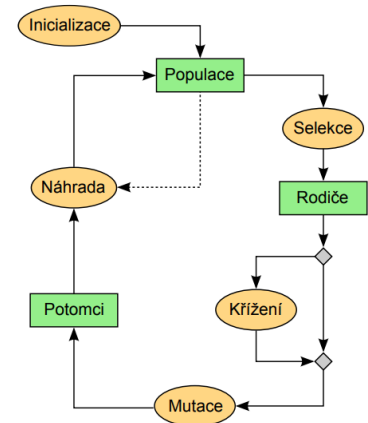 Inicializace
Populace
Selekce
Náhrada
Rodiče
Potomci
Křížení
Mutace